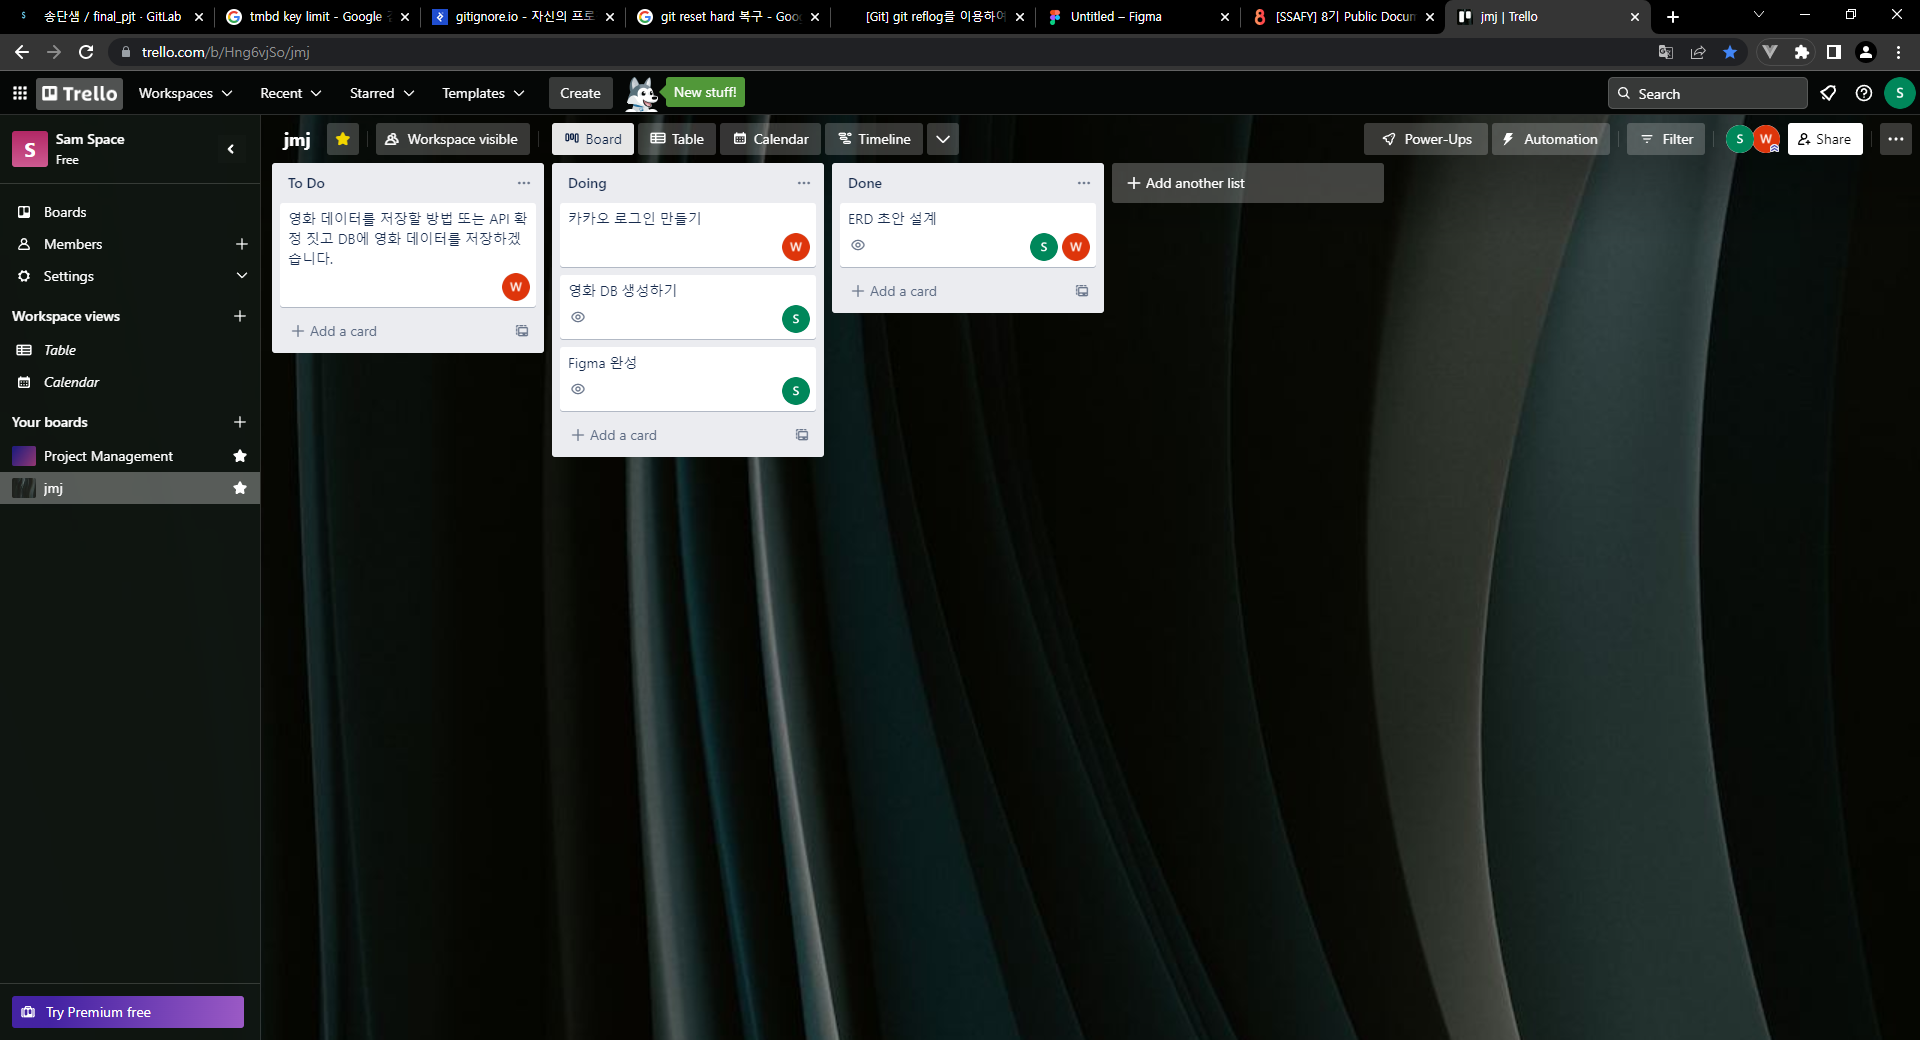 송단샘 / final_pjt · GitLab
tmbd key limit - Google
gitignore.io - 자신의 프로
git reset hard 복구 - Goo
[Git] git reflog를 이용하여
Untitled – Figma
[SSAFY] 8기 Public Docum
jmj | Trello
trello.com/b/Hng6vjSo/jmj
Trello
Workspaces
Recent
Starred
Templates
Create
New stuff!
Search
S
S
Sam Space
Free
jmj
Workspace visible
Board
Table
Calendar
Timeline
Power-Ups
Automation
Filter
S
W
Share
Boards
Members
Settings
Workspace views
Table
Calendar
Your boards
Project Management
jmj
Try Premium free
To Do
영화 데이터를 저장할 방법 또는 API 확
정 짓고 DB에 영화 데이터를 저장하겠
습니다.
W
Add a card
Doing
카카오 로그인 만들기
W
영화 DB 생성하기
S
Figma 완성
S
Add a card
Done
ERD 초안 설계
S
W
Add a card
Add another list